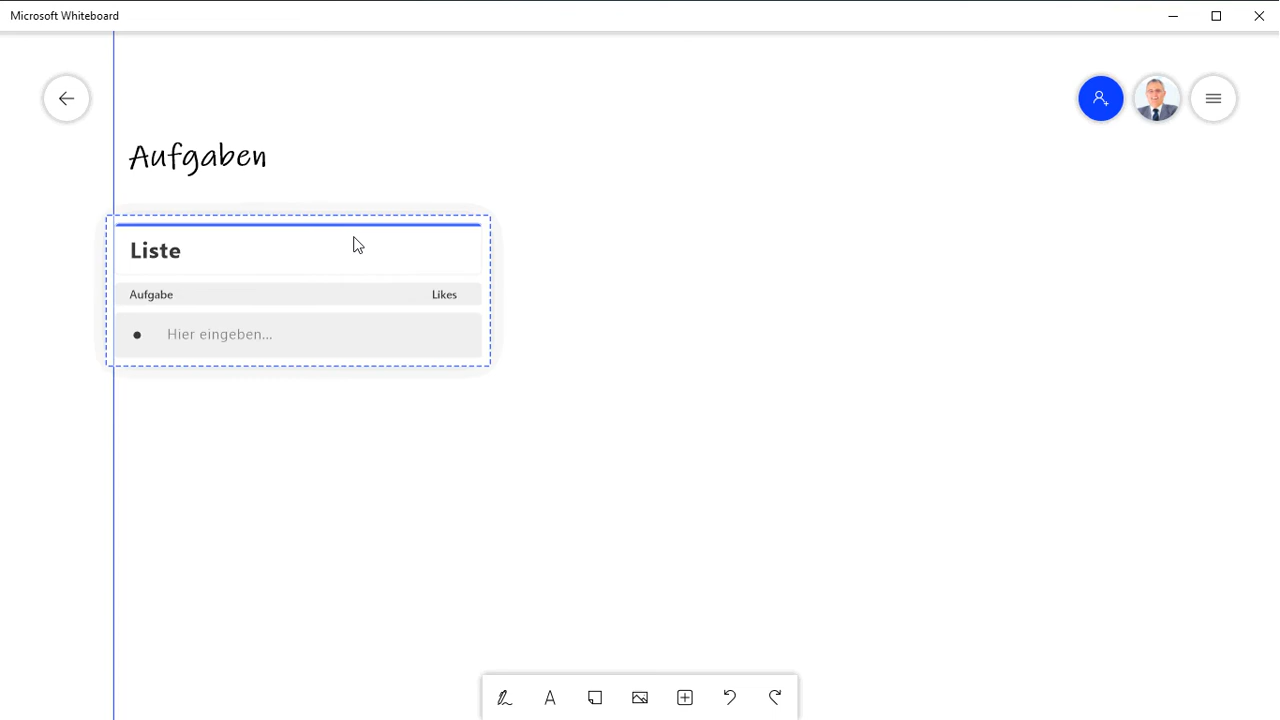 Microsoft Whiteboard
Aufgaben
Liste
Aufgabe Likes
Hier eingeben...